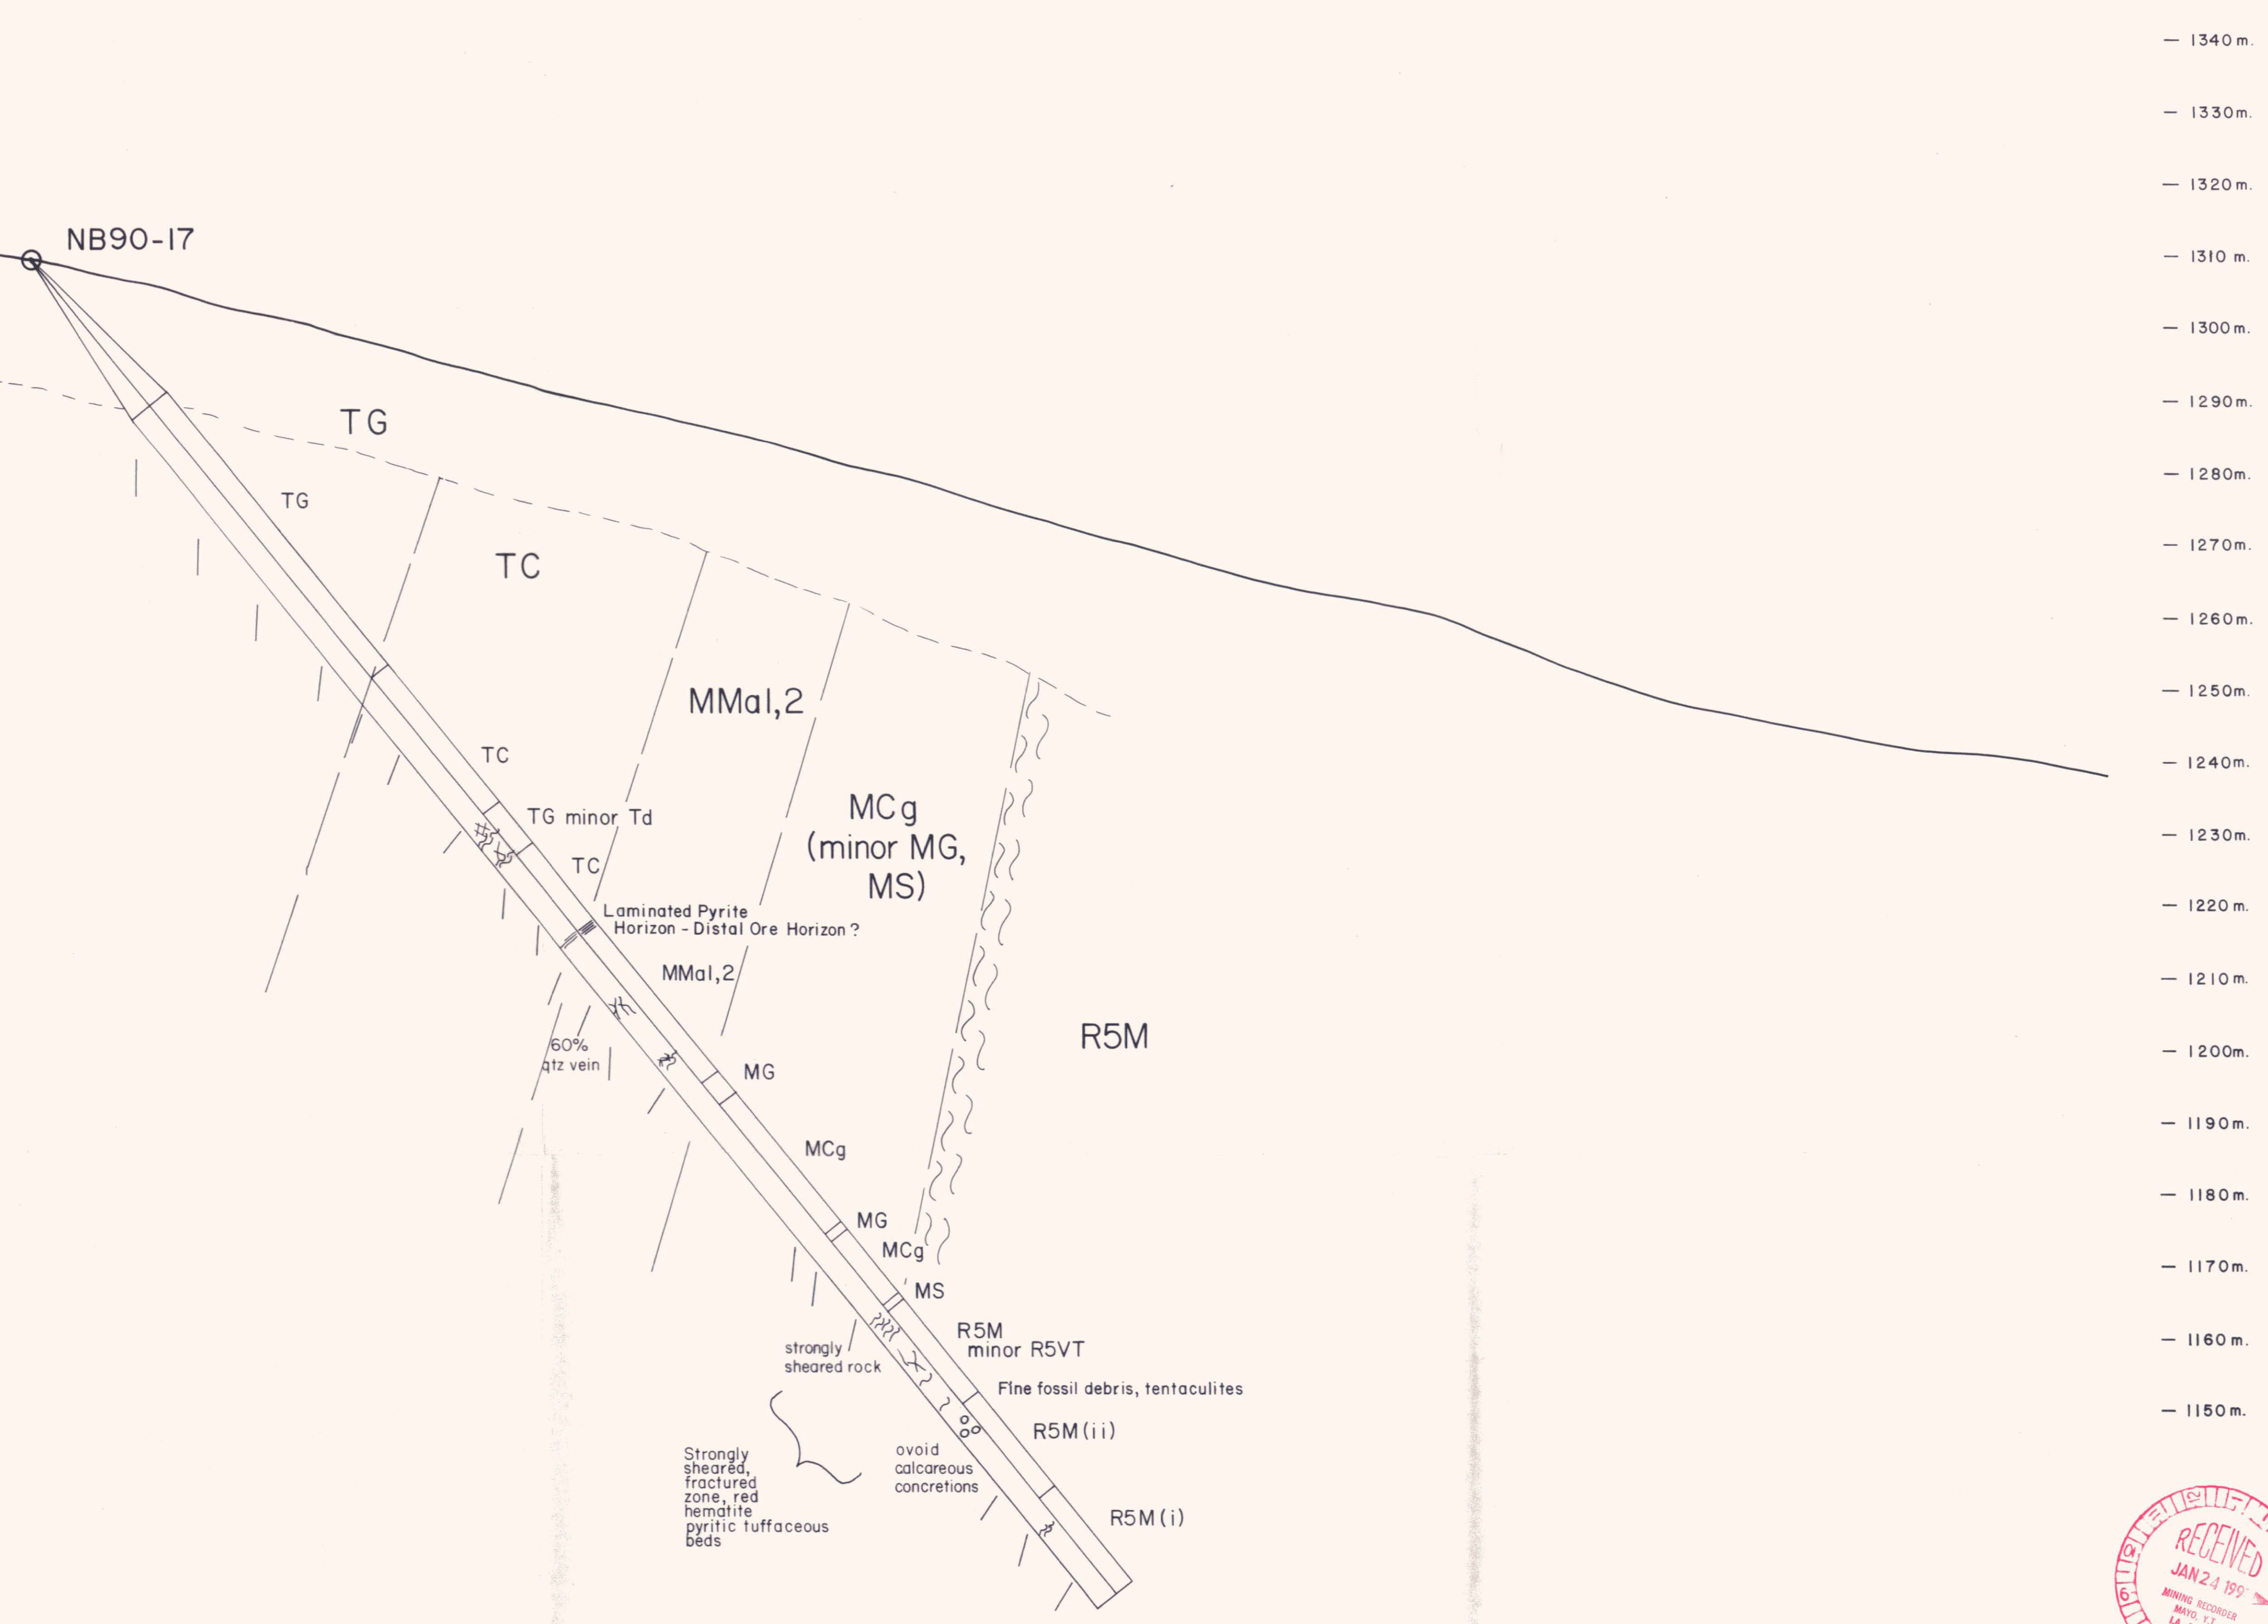 1340 m.
1330 m.
1320 m.
1310 m.
1300 m.
1290 m.
1280 m.
1270 m.
1260 m.
1250 m.
1240 m.
1230 m.
1220 m.
1210 m.
1200 m.
1190 m.
1180 m.
1170 m.
1160 m.
1150 m.
NB90-17
TG
TG
TC
MMa1,2
TC
MCg
(minor MG,
MS)
TG minor Td
TC
Laminated Pyrite
Horizon - Distal Ore Horizon ?
MMa1,2
R5M
60%
qtz vein
MG
MCg
MG
MCg
MS
R5M
minor R5VT
strongly
sheared rock
Fine fossil debris, tentaculites
R5M(ii)
ovoid
calcareous
concretions
Strongly
sheared,
fractured
zone, red
hematite
pyritic tuffaceous
beds
R5M(i)
RECEIVED
JAN 24 199
MINING RECORDER
MAYO, Y.T.